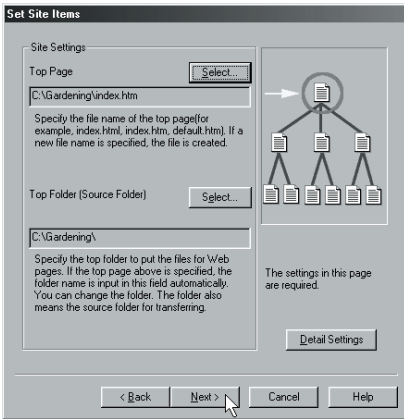 Set Site Items
Site Settings
Top Page
Select...
C:\Gardening\index.htm
Specify the file name of the top page(for
example, index.html, index.htm, default.htm). If a
new file name is specified, the file is created.
Top Folder (Source Folder)
Select...
C:\Gardening\
Specify the top folder to put the files for Web
pages. If the top page above is specified, the
folder name is input in this field automatically.
You can change the folder. The folder also
means the source folder for transferring.
The settings in this page
are required.
Detail Settings
< Back
Next >
Cancel
Help